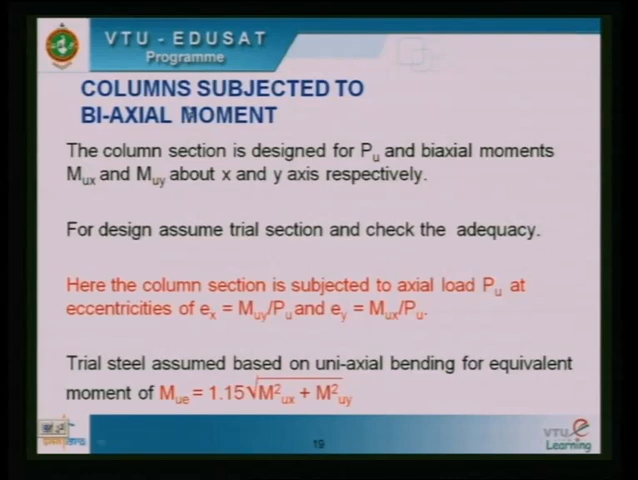 VTU - EDUSAT
Programme
COLUMNS SUBJECTED TO
BI-AXIAL MOMENT
The column section is designed for Pu and biaxial moments
Mux and Muy about x and y axis respectively.
For design assume trial section and check the adequacy.
Here the column section is subjected to axial load Pu at
eccentricities of ex = Muy/Pu and ey = Mux/Pu.
Trial steel assumed based on uni-axial bending for equivalent
moment of Mue = 1.15√M²ux + M²uy
19
VTU e
Learning